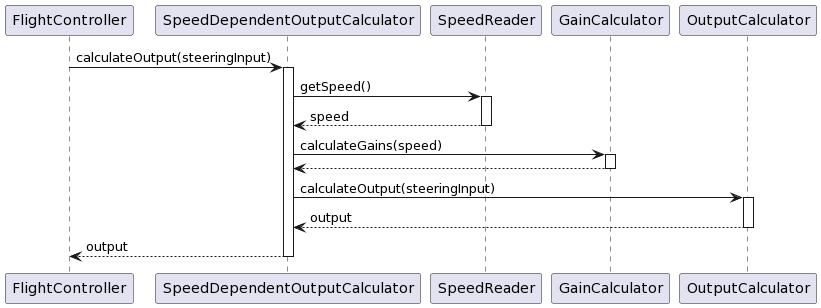 FlightController
SpeedDependentOutputCalculator
SpeedReader
GainCalculator
OutputCalculator
calculateOutput(steeringInput)
getSpeed()
speed
calculateGains(speed)
calculateOutput(steeringInput)
output
output
FlightController
SpeedDependentOutputCalculator
SpeedReader
GainCalculator
OutputCalculator